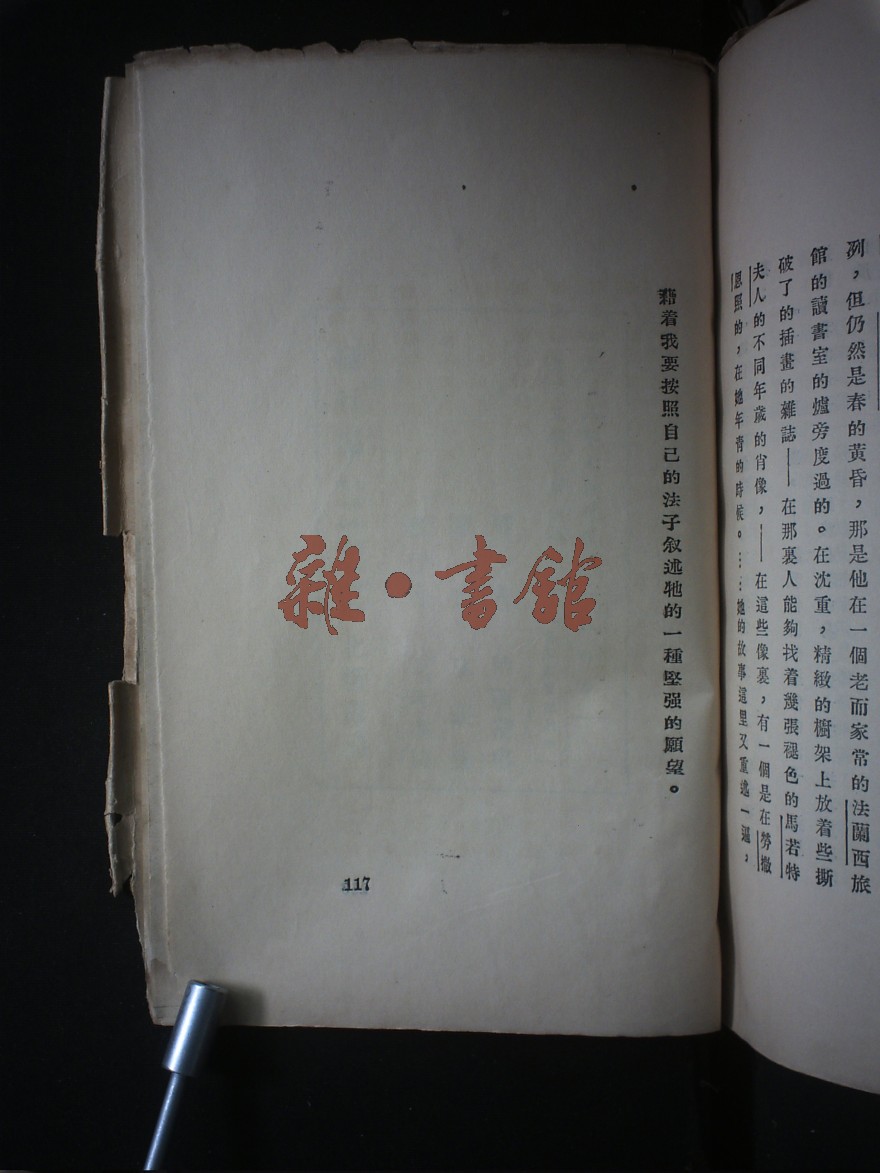 冽，但仍然是春的黃昏，那是他在一個老而家常的法蘭西旅
館的讀書室的爐旁度過的。在沈重，精緻的櫥架上放着些撕
破了的插畫的雜誌——在那裏人能夠找着幾張褪色的馬若特
夫人的不同年歲的肖像，——在這些像裏，有一個是在勞撒
恩照的，在她年青的時候。……她的故事這里又重述一遍，
藉着我要按照自己的法子叙述牠的一種堅强的願望。
117
雜·書館